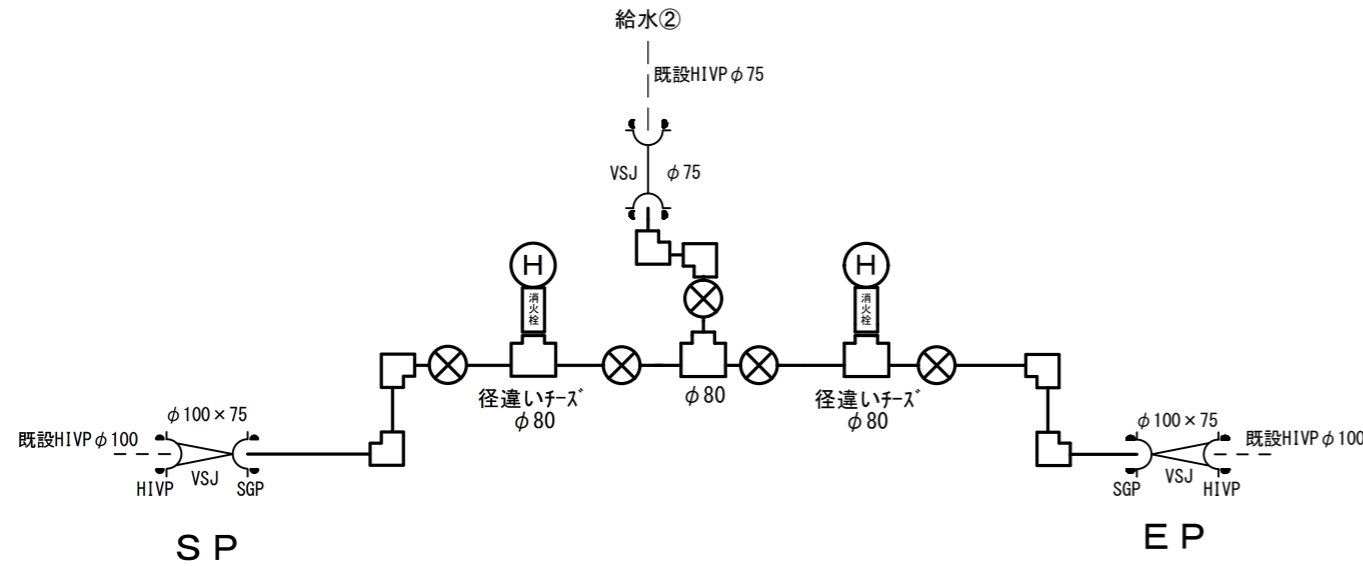 給水②
既設HIVPφ75
VSJ φ75
H
消火栓
H
消火栓
径違いチーズ
φ80
φ80
径違いチーズ
φ80
φ100×75
既設HIVPφ100
HIVP
VSJ
SGP
SP
φ100×75
既設HIVPφ100
SGP
VSJ
HIVP
EP